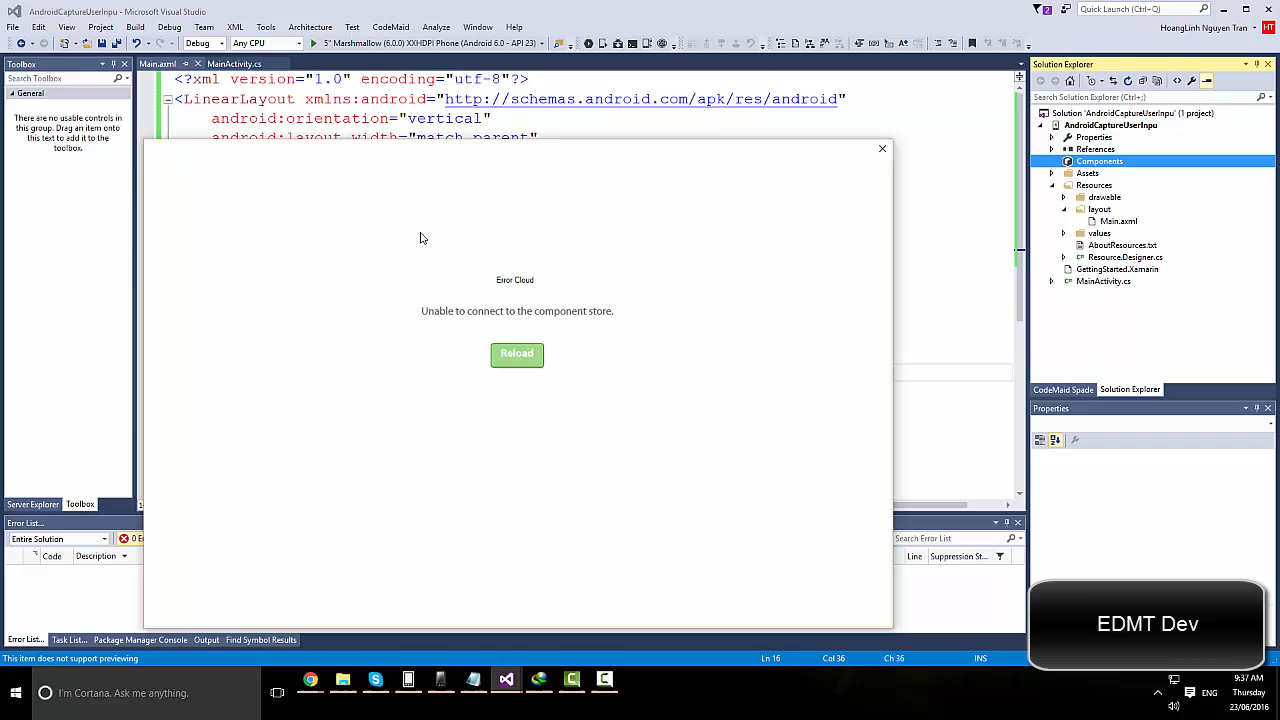 AndroidCaptureUserInpu - Microsoft Visual Studio
2
Quick Launch (Ctrl+Q)
File Edit View Project Build Debug Team XML Tools Architecture Test CodeMaid Analyze Window Help
HoangLinh Nguyen Tran HT
Debug Any CPU 5" Marshmallow (6.0.0) XXHDPI Phone (Android 6.0 - API 23)
Toolbox
Search Toolbox
General
There are no usable controls in this group. Drag an item onto this text to add it to the toolbox.
Server Explorer Toolbox
Main.axml MainActivity.cs
<?xml version="1.0" encoding="utf-8"?>
<LinearLayout xmlns:android="http://schemas.android.com/apk/res/android"
android:orientation="vertical"
android:layout_width="match_parent"
Error Cloud
Unable to connect to the component store.
Reload
Solution Explorer
Search Solution Explorer (Ctrl+;)
Solution 'AndroidCaptureUserInpu' (1 project)
AndroidCaptureUserInpu
Properties
References
Components
Assets
Resources
drawable
layout
Main.axml
values
AboutResources.txt
Resource.Designer.cs
GettingStarted.Xamarin
MainActivity.cs
CodeMaid Spade Solution Explorer
Properties
Error List...
Entire Solution
Search Error List
Code Description Line Suppression St...
Error List... Task List... Package Manager Console Output Find Symbol Results
This item does not support previewing Ln 16 Col 36 Ch 36 INS
EDMT Dev
I'm Cortana. Ask me anything.
ENG
9:37 AM
Thursday
23/06/2016